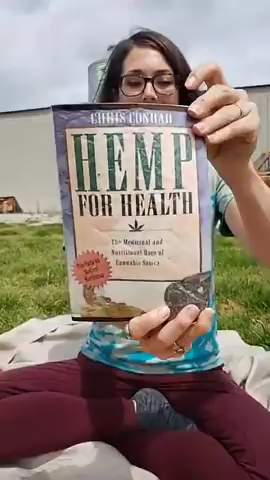 CHRIS CONRAD
HEMP
FOR HEALTH
The Medicinal and
Nutritional Uses of
Cannabis Sativa